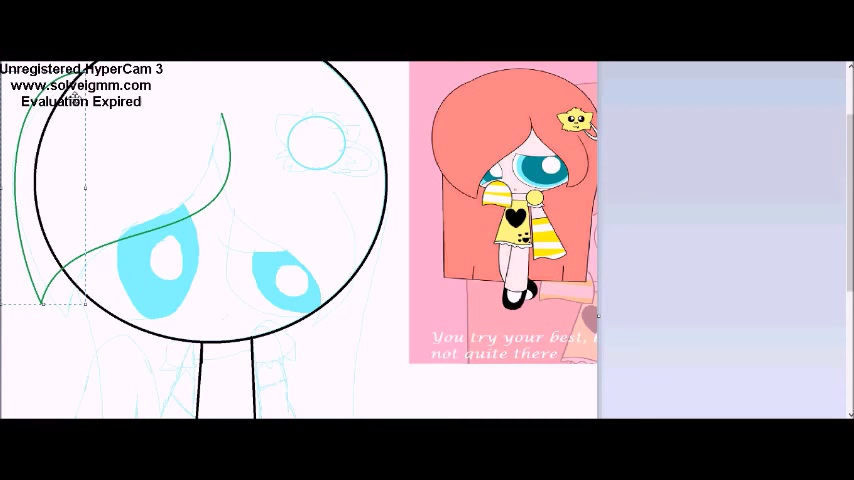 Unregistered HyperCam 3
www.solveigmm.com
Evaluation Expired
You try your best,
not quite there